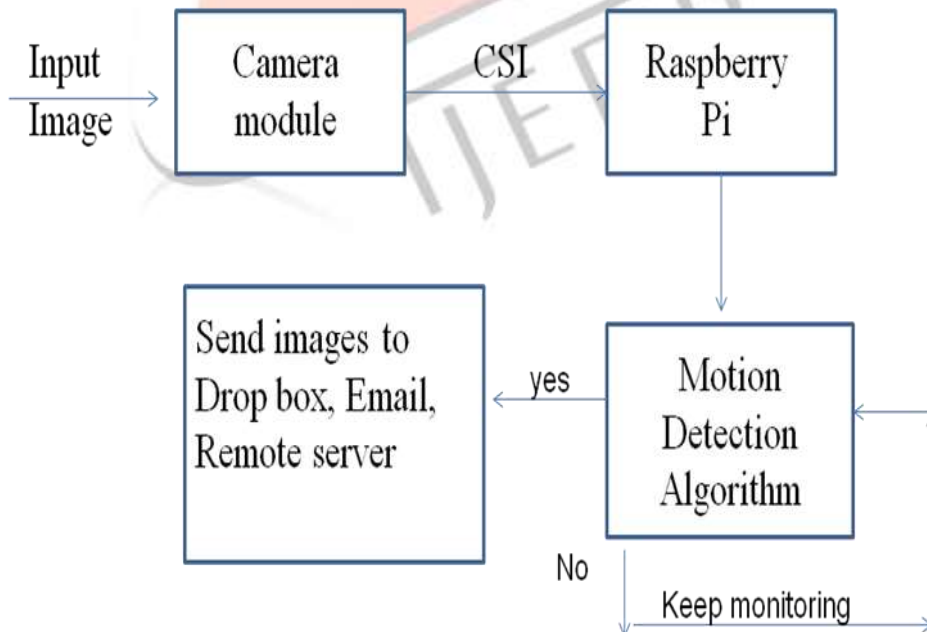 Input
Image
Camera
module
CSI
Raspberry
Pi
Send images to
Drop box, Email,
Remote server
yes
Motion
Detection
Algorithm
No
Keep monitoring